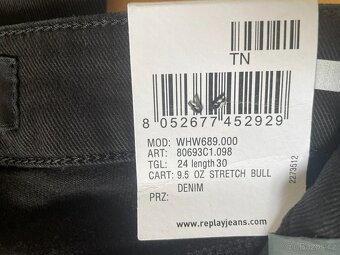 TN
8 052677 452929
MOD: WHW689.000
ART: 80693C1.098
TGL: 24 length 30
CART: 9.5 OZ STRETCH BULL
DENIM
PRZ:
2273512
www.replayjeans.com